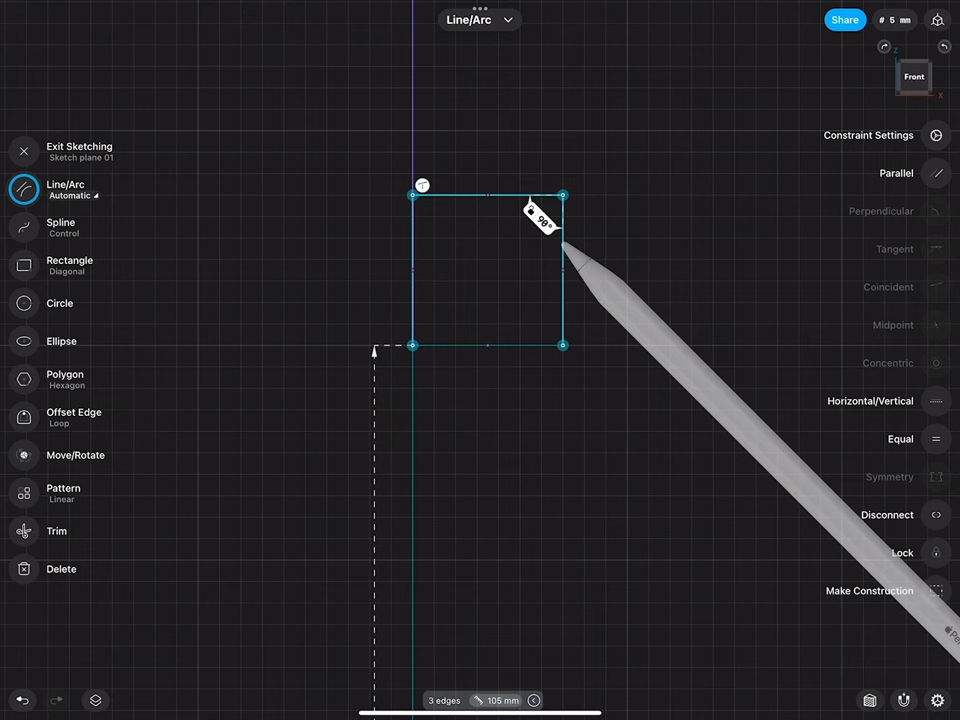 Line/Arc
Share
# 5 mm
Z
Front
X
Exit Sketching
Sketch plane 01
Line/Arc
Automatic
Spline
Control
Rectangle
Diagonal
Circle
Ellipse
Polygon
Hexagon
Offset Edge
Loop
Move/Rotate
Pattern
Linear
Trim
Delete
90°
Constraint Settings
Parallel
Perpendicular
Tangent
Coincident
Midpoint
Concentric
Horizontal/Vertical
Equal
Symmetry
Disconnect
Lock
Make Construction
3 edges 105 mm